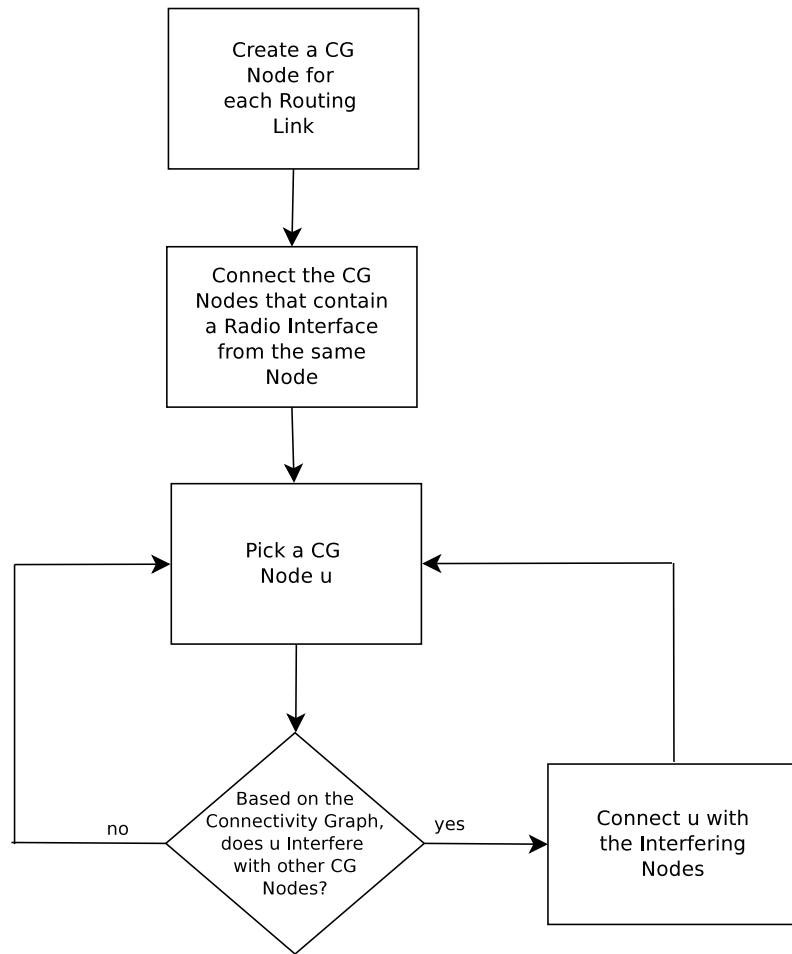 Create a CG
Node for
each Routing
Link
Connect the CG
Nodes that contain
a Radio Interface
from the same
Node
Pick a CG
Node u
Based on the
Connectivity Graph,
does u Interfere
with other CG
Nodes?
no
yes
Connect u with
the Interfering
Nodes